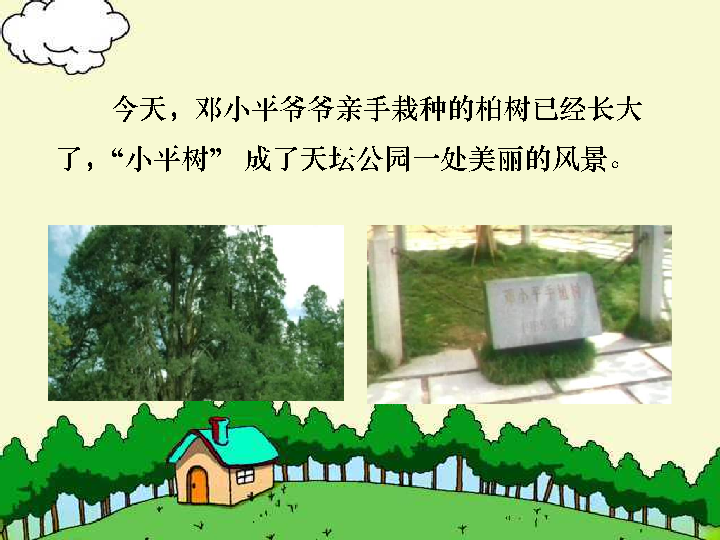 今天，邓小平爷爷亲手栽种的柏树已经长大
了，“小平树” 成了天坛公园一处美丽的风景。
邓小平手植树